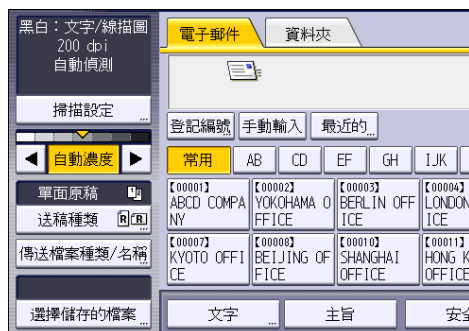 黑白：文字/線描圖
200 dpi
自動偵測
掃描設定
自動濃度
單面原稿
送稿種類
傳送檔案種類/名稱
選擇儲存的檔案
電子郵件 資料夾
登記編號 手動輸入 最近的
常用 AB CD EF GH IJK
【00001】 【00002】 【00003】 【00004】
ABCD COMPA YOKOHAMA O BERLIN OFF LONDON
NY FFICE ICE ICE
【00007】 【00008】 【00010】 【00011】
KYOTO OFFI BEIJING OF SHANGHAI HONG K
CE FICE OFFICE OFFICE
文字 主旨 安全